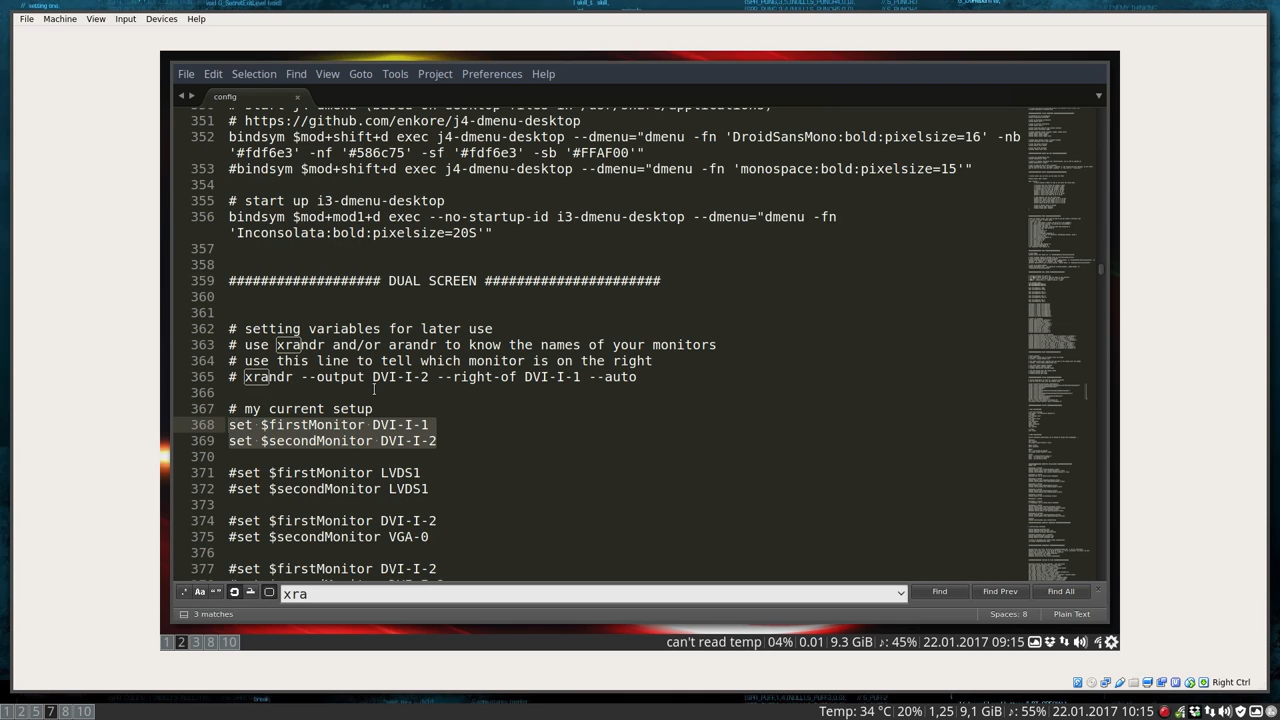 File Machine View Input Devices Help
File Edit Selection Find View Goto Tools Project Preferences Help
config
351 # https://github.com/enkore/j4-dmenu-desktop
352 bindsym $mod+shift+d exec j4-dmenu-desktop --dmenu="dmenu -fn 'DroidSansMono:bold:pixelsize=16' -nb
353 #bindsym $mod+shift+d exec j4-dmenu-desktop --dmenu="dmenu -fn 'monospace:bold:pixelsize=15'"
354
355 # start up i3-dmenu-desktop
356 bindsym $mod+mod1+d exec --no-startup-id i3-dmenu-desktop --dmenu="dmenu -fn
'Inconsolata:bold:pixelsize=20S'"
357
358
359 ################### DUAL SCREEN ######################
360
361
362 # setting variables for later use
363 # use xrandr and/or arandr to know the names of your monitors
364 # use this line to tell which monitor is on the right
365 # xrandr --output DVI-I-2 --right-of DVI-I-1 --auto
366
367 # my current setup
368 set $firstMonitor DVI-I-1
369 set $secondMonitor DVI-I-2
370
371 #set $firstMonitor LVDS1
372 #set $secondMonitor LVDS1
373
374 #set $firstMonitor DVI-I-2
375 #set $secondMonitor VGA-0
376
377 #set $firstMonitor DVI-I-2
xra Find Find Prev Find All
3 matches Spaces: 8 Plain Text
1 2 3 8 10 can't read temp 04% 0.01 9.3 GiB ♪: 45% 22.01.2017 09:15
Right Ctrl
1 2 5 7 8 10 Temp: 34 °C 20% 1,25 9,1 GiB ♪: 55% 22.01.2017 10:15